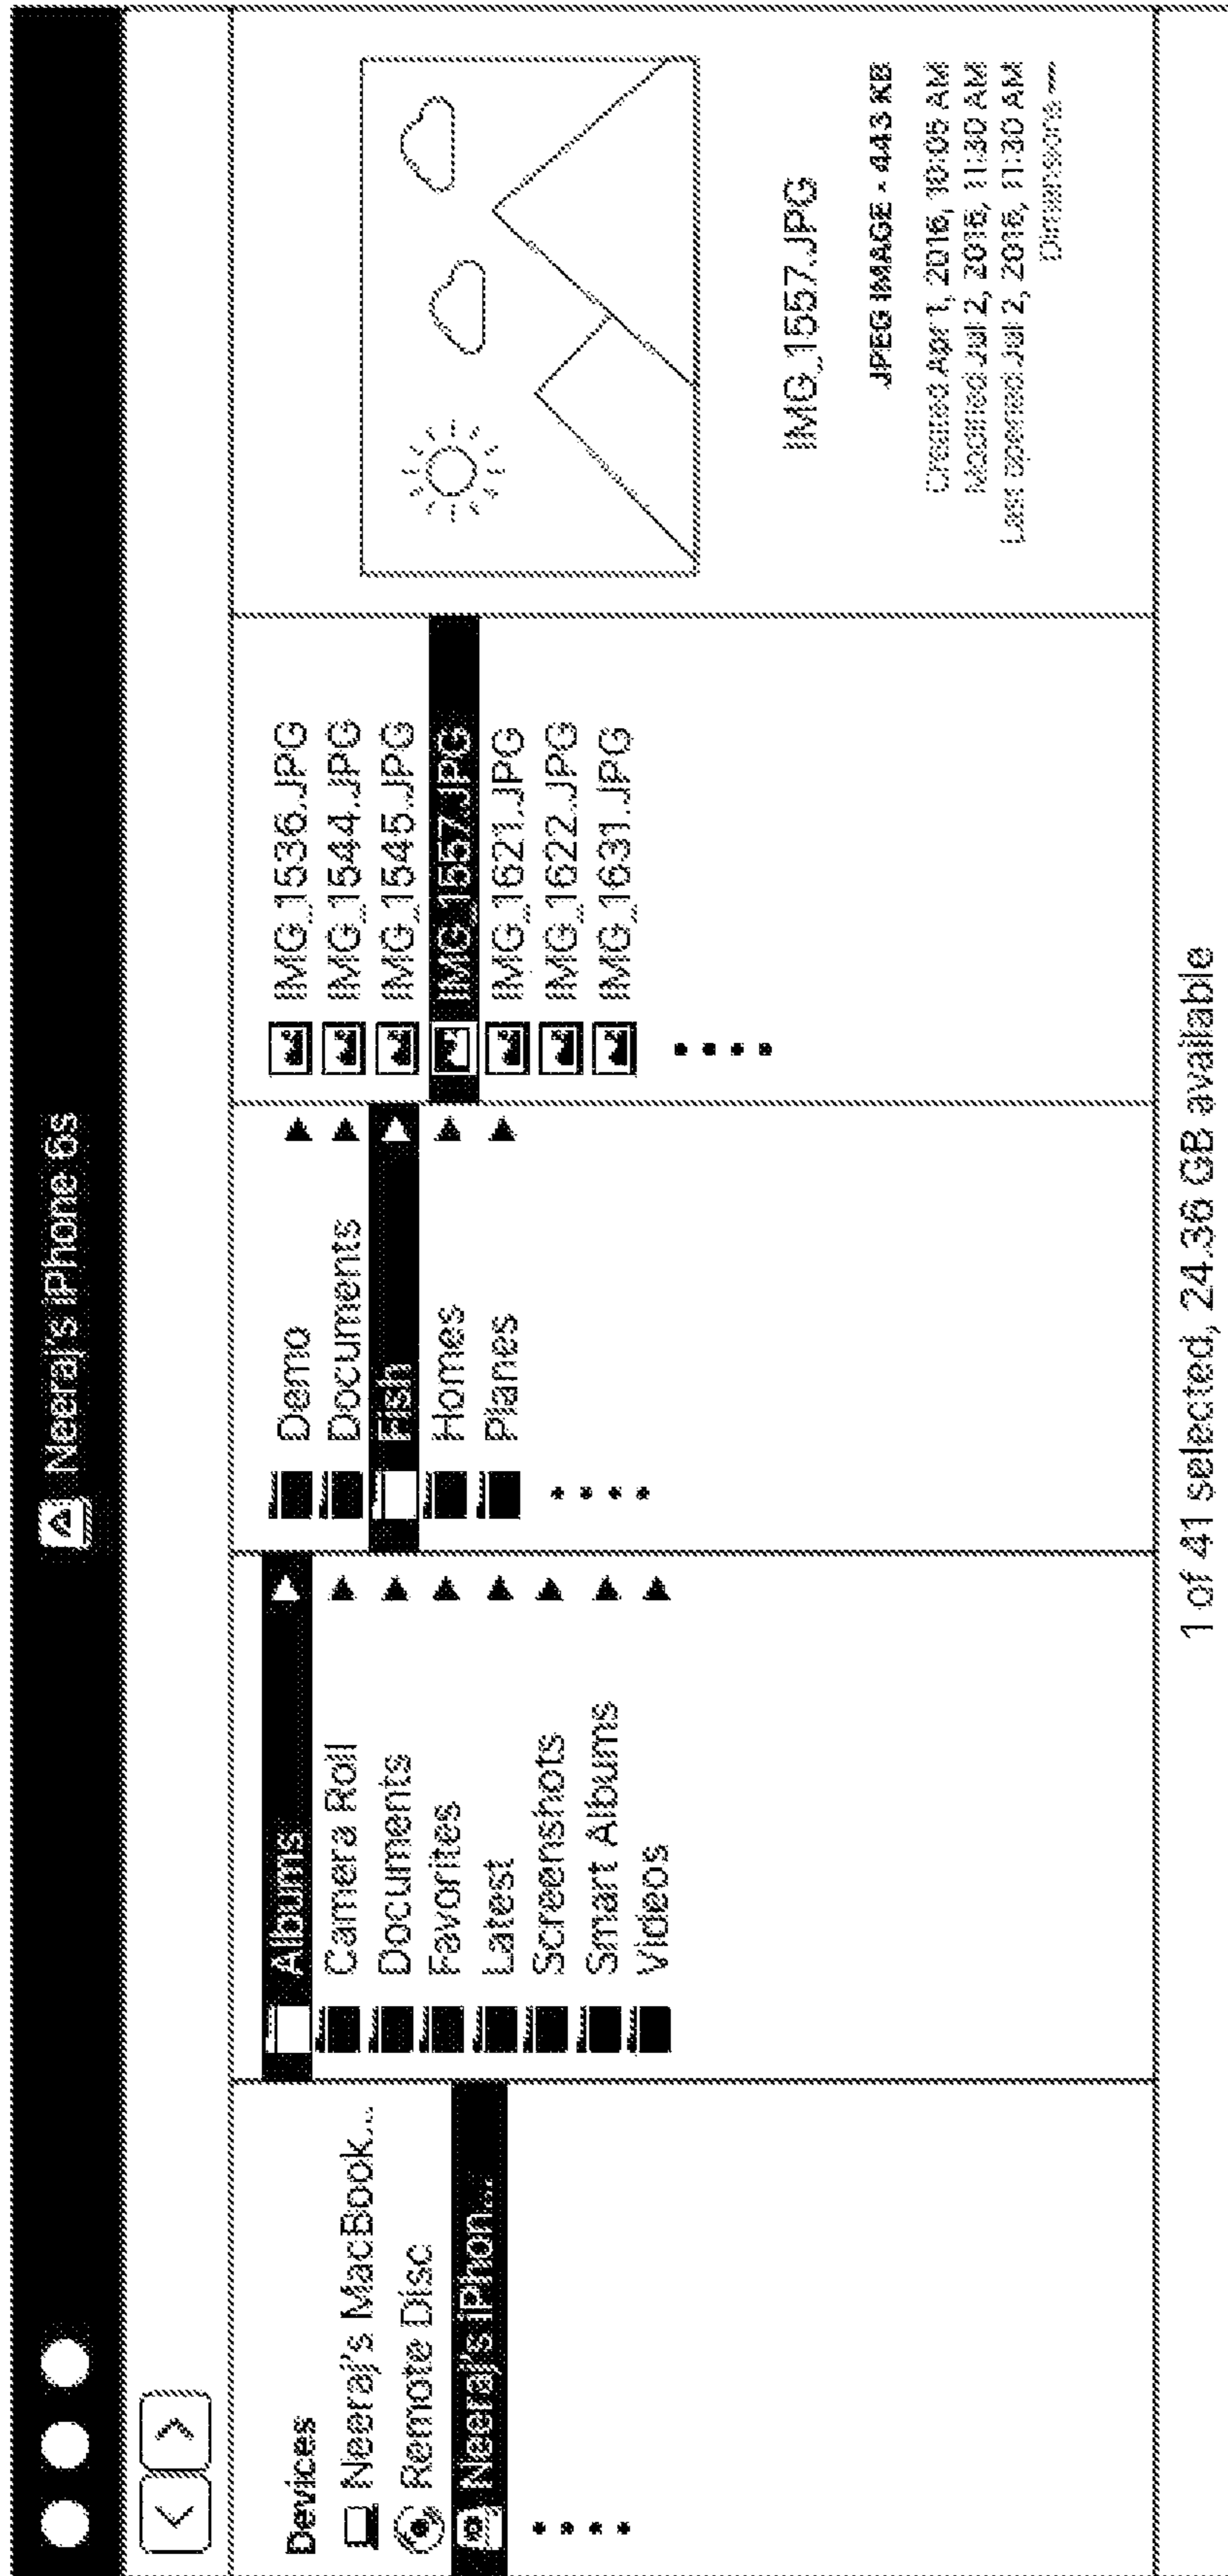 Neeraj's iPhone 6s
Devices
Neeraj's MacBook...
Remote Disc
Neeraj's iPhon...
Albums
Camera Roll
Documents
Favorites
Latest
Screenshots
Smart Albums
Videos
Demo
Documents
Fish
Homes
Planes
IMG_1536.JPG
IMG_1544.JPG
IMG_1545.JPG
IMG_1557.JPG
IMG_1621.JPG
IMG_1622.JPG
IMG_1631.JPG
IMG_1557.JPG
JPEG IMAGE - 443 KB
Created Apr 1, 2016, 10:05 AM
Modified Jul 2, 2016, 11:30 AM
Last opened Jul 2, 2016, 11:30 AM
Dimensions --
1 of 41 selected, 24.36 GB available